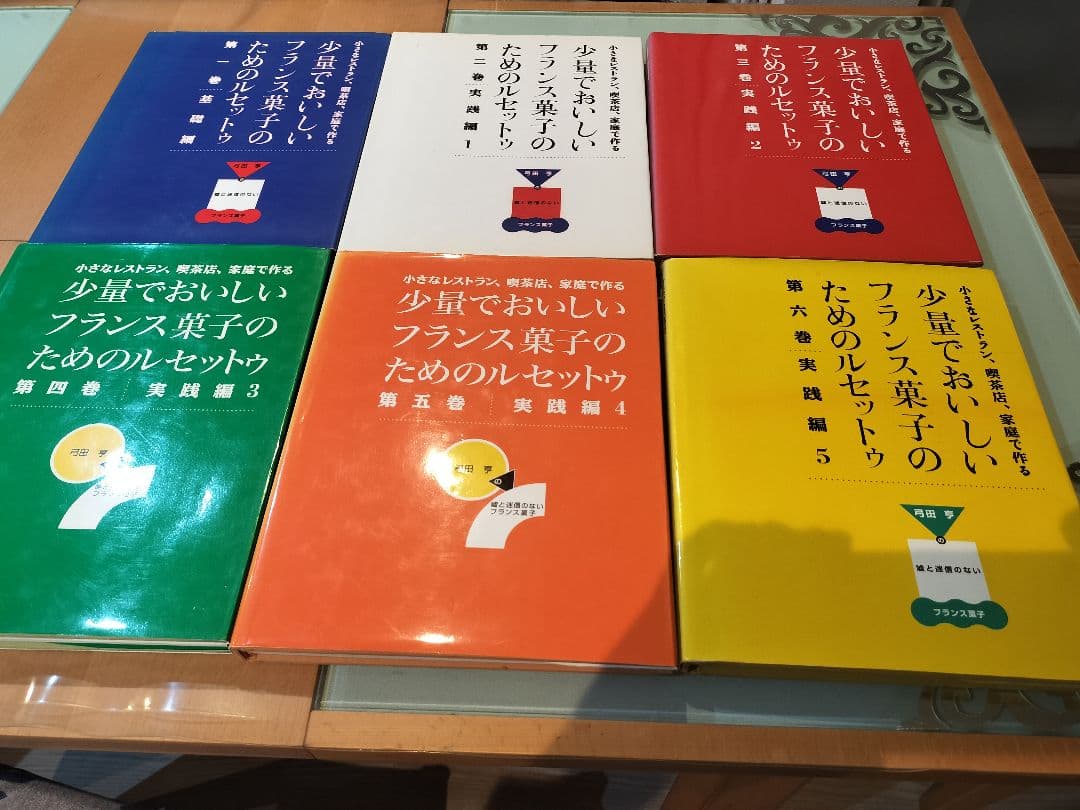 小さなレストラン、喫茶店、家庭で作る
少量でおいしい
フランス菓子の
ためのルセットゥ
第一巻 基礎編
弓田 亨
の
嘘と迷信のない
フランス菓子
小さなレストラン、喫茶店、家庭で作る
少量でおいしい
フランス菓子の
ためのルセットゥ
第二巻 実践編1
弓田 亨
の
嘘と迷信のない
フランス菓子
小さなレストラン、喫茶店、家庭で作る
少量でおいしい
フランス菓子の
ためのルセットゥ
第三巻 実践編2
弓田 亨
の
嘘と迷信のない
フランス菓子
小さなレストラン、喫茶店、家庭で作る
少量でおいしい
フランス菓子の
ためのルセットゥ
第四巻 実践編3
弓田 亨
フランス菓子
小さなレストラン、喫茶店、家庭で作る
少量でおいしい
フランス菓子の
ためのルセットゥ
第五巻 実践編4
弓田 亨
の
嘘と迷信のない
フランス菓子
小さなレストラン、喫茶店、家庭で作る
少量でおいしい
フランス菓子の
ためのルセットゥ
第六巻 実践編5
弓田 亨
の
嘘と迷信のない
フランス菓子